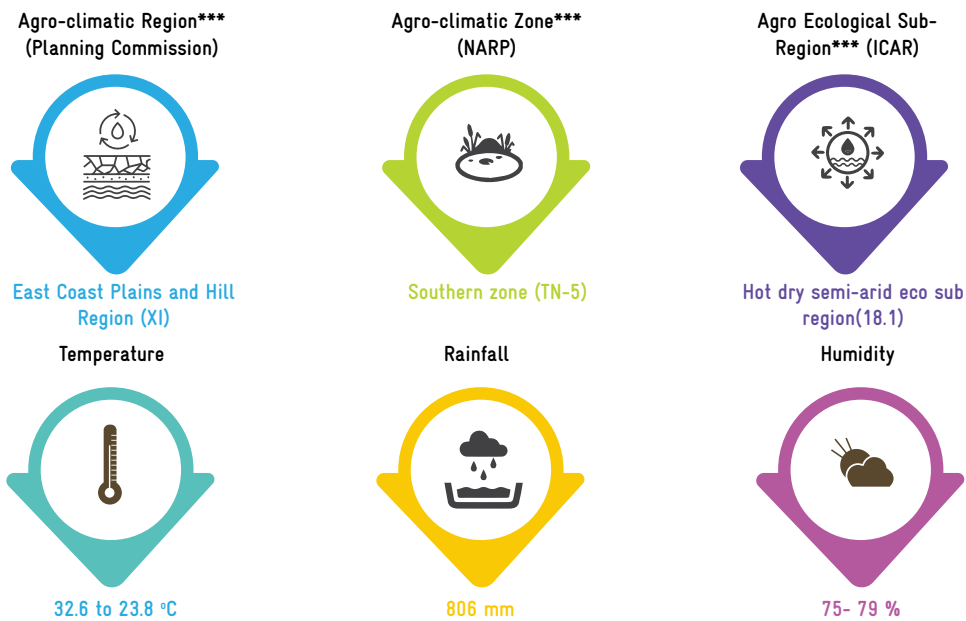 Agro-climatic Region***
(Planning Commission)
Agro-climatic Zone***
(NARP)
Agro Ecological Sub-
Region*** (ICAR)
East Coast Plains and Hill
Region (XI)
Southern zone (TN-5)
Hot dry semi-arid eco sub
region(18.1)
Temperature
Rainfall
Humidity
32.6 to 23.8 °C
806 mm
75- 79 %